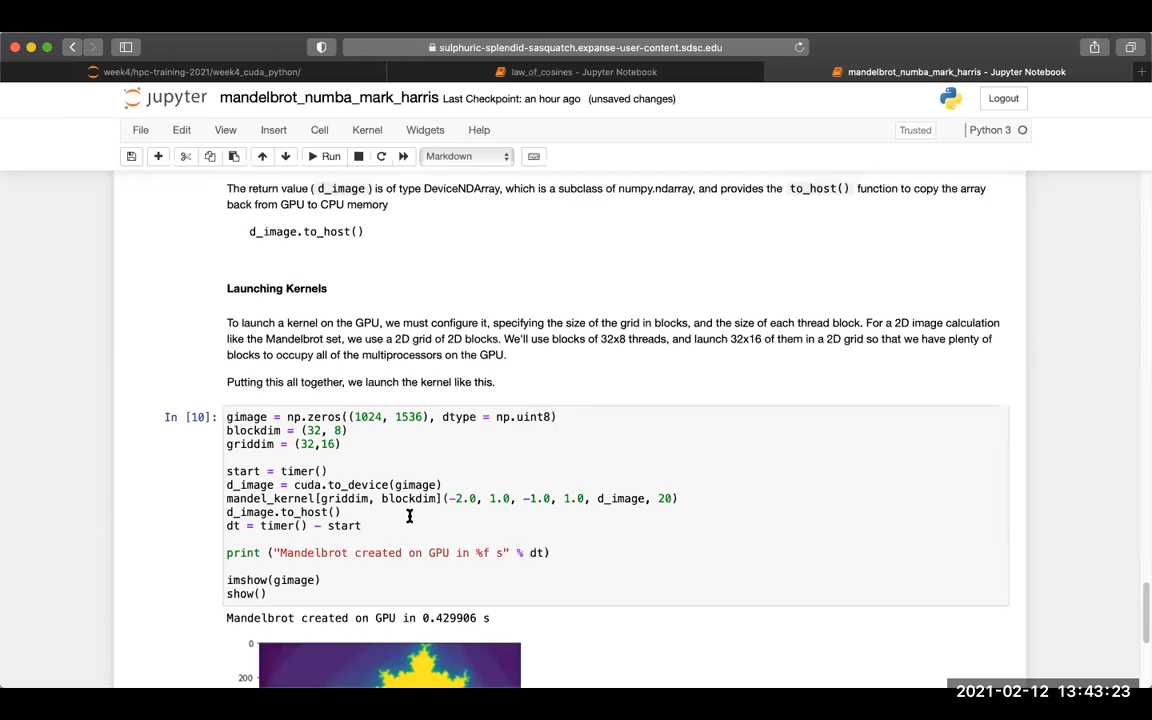 sulphuric-splendid-sasquatch.expanse-user-content.sdsc.edu
week4/hpc-training-2021/week4_cuda_python/
law_of_cosines - Jupyter Notebook
mandelbrot_numba_mark_harris - Jupyter Notebook
jupyter mandelbrot_numba_mark_harris Last Checkpoint: an hour ago (unsaved changes)
Logout
File Edit View Insert Cell Kernel Widgets Help
Trusted Python 3
Run Markdown
The return value ( d_image ) is of type DeviceNDArray, which is a subclass of numpy.ndarray, and provides the to_host() function to copy the array
back from GPU to CPU memory
d_image.to_host()
Launching Kernels
To launch a kernel on the GPU, we must configure it, specifying the size of the grid in blocks, and the size of each thread block. For a 2D image calculation
like the Mandelbrot set, we use a 2D grid of 2D blocks. We'll use blocks of 32x8 threads, and launch 32x16 of them in a 2D grid so that we have plenty of
blocks to occupy all of the multiprocessors on the GPU.
Putting this all together, we launch the kernel like this.
In [10]: gimage = np.zeros((1024, 1536), dtype = np.uint8)
blockdim = (32, 8)
griddim = (32,16)
start = timer()
d_image = cuda.to_device(gimage)
mandel_kernel[griddim, blockdim](-2.0, 1.0, -1.0, 1.0, d_image, 20)
d_image.to_host()
dt = timer() - start
print ("Mandelbrot created on GPU in %f s" % dt)
imshow(gimage)
show()
Mandelbrot created on GPU in 0.429906 s
0
200
2021-02-12 13:43:23